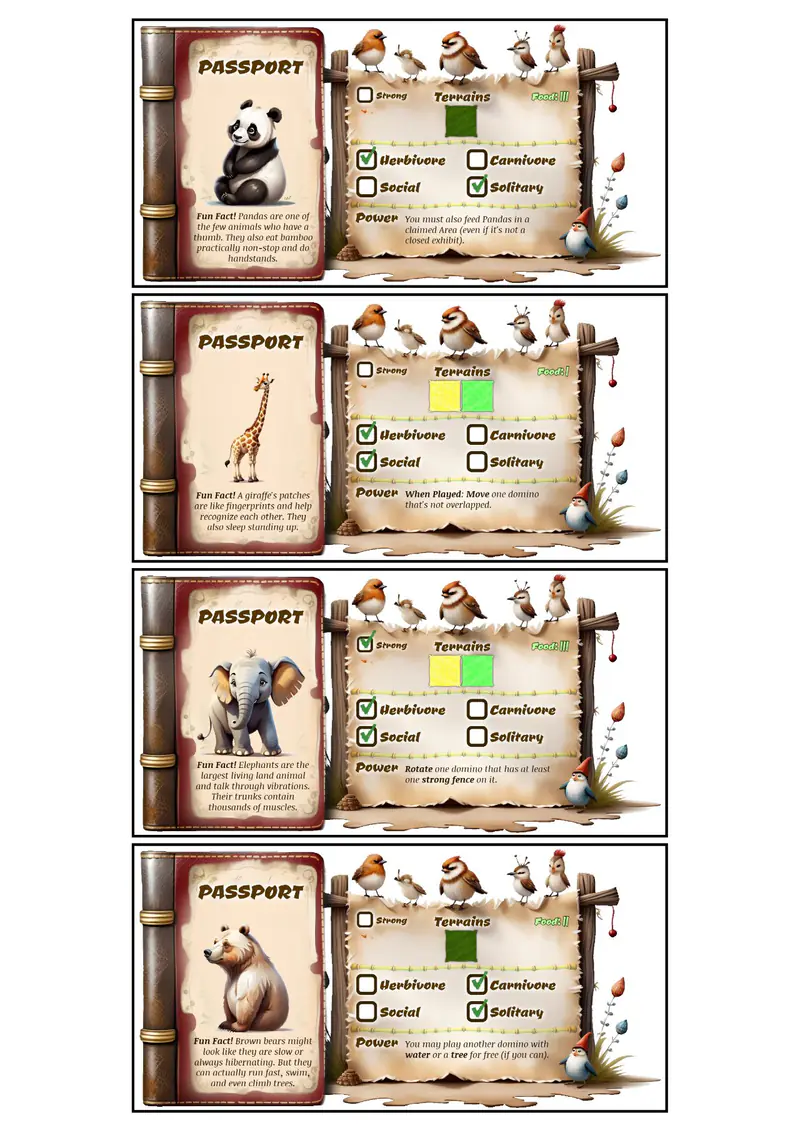 PASSPORT
Fun Fact! Pandas are one of
the few animals who have a
thumb. They also eat bamboo
practically non-stop and do
handstands.
Strong
Terrains
Food: |||
Herbivore
Carnivore
Social
Solitary
Power
You must also feed Pandas in a
claimed Area (even if it's not a
closed exhibit).
PASSPORT
Fun Fact! A giraffe's patches
are like fingerprints and help
recognize each other. They
also sleep standing up.
Strong
Terrains
Food: |
Herbivore
Carnivore
Social
Solitary
Power
When Played: Move one domino
that's not overlapped.
PASSPORT
Fun Fact! Elephants are the
largest living land animal
and talk through vibrations.
Their trunks contain
thousands of muscles.
Strong
Terrains
Food: |||
Herbivore
Carnivore
Social
Solitary
Power
Rotate one domino that has at least
one strong fence on it.
PASSPORT
Fun Fact! Brown bears might
look like they are slow or
always hibernating. But they
can actually run fast, swim,
and even climb trees.
Strong
Terrains
Food: ||
Herbivore
Carnivore
Social
Solitary
Power
You may play another domino with
water or a tree for free (if you can).